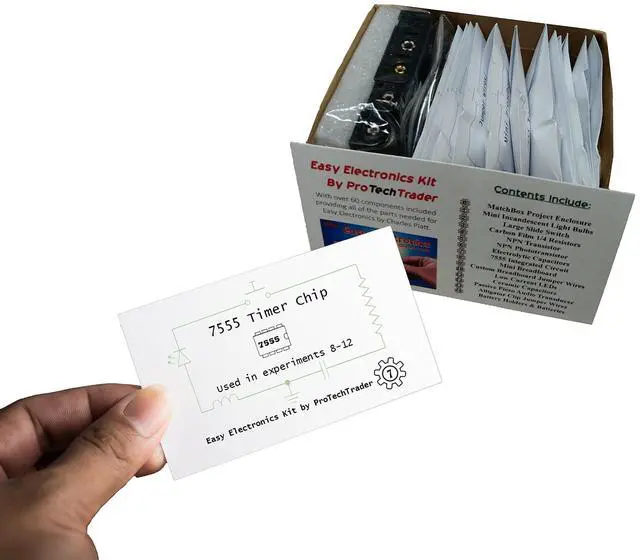 Easy Electronics Kit
By ProTechTrader
With over 60 components included
providing all of the parts needed for
Easy Electronics by Charles Platt.
Contents Include:
MatchBox Project Enclosure
Mini Incandescent Light Bulbs
Large Slide Switch
Carbon Film 1/4 Resistors
NPN Transistor
NPN Phototransistor
Electrolytic Capacitors
7555 Integrated Circuit
Mini Breadboard
Custom Breadboard Jumper Wires
Low Current LEDs
Ceramic Capacitors
Passive Piezo Audio Transducer
Alligator Clip Jumper Wires
Battery Holders & Batteries
7555 Timer Chip
7555
Used in experiments 8-12
7
Easy Electronics Kit by ProTechTrader